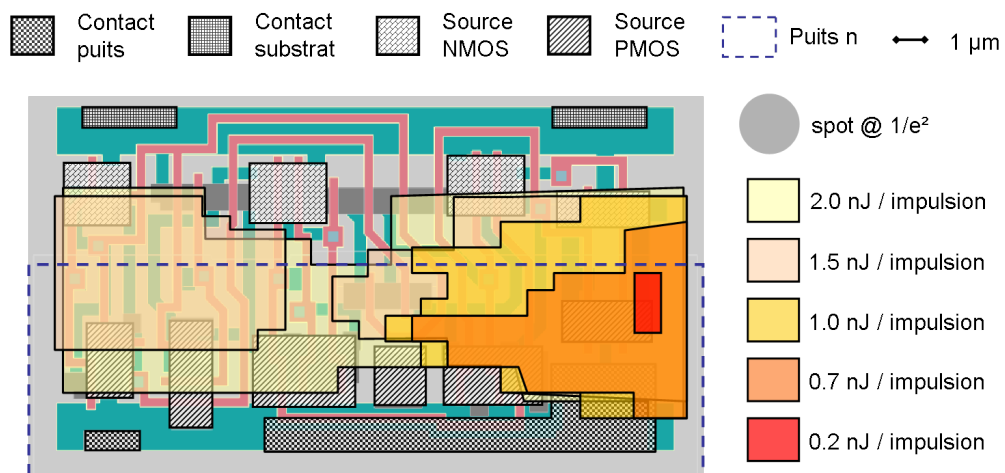 Contact
puits
Contact
substrat
Source
NMOS
Source
PMOS
Puits n
1 µm
spot @ 1/e²
2.0 nJ / impulsion
1.5 nJ / impulsion
1.0 nJ / impulsion
0.7 nJ / impulsion
0.2 nJ / impulsion